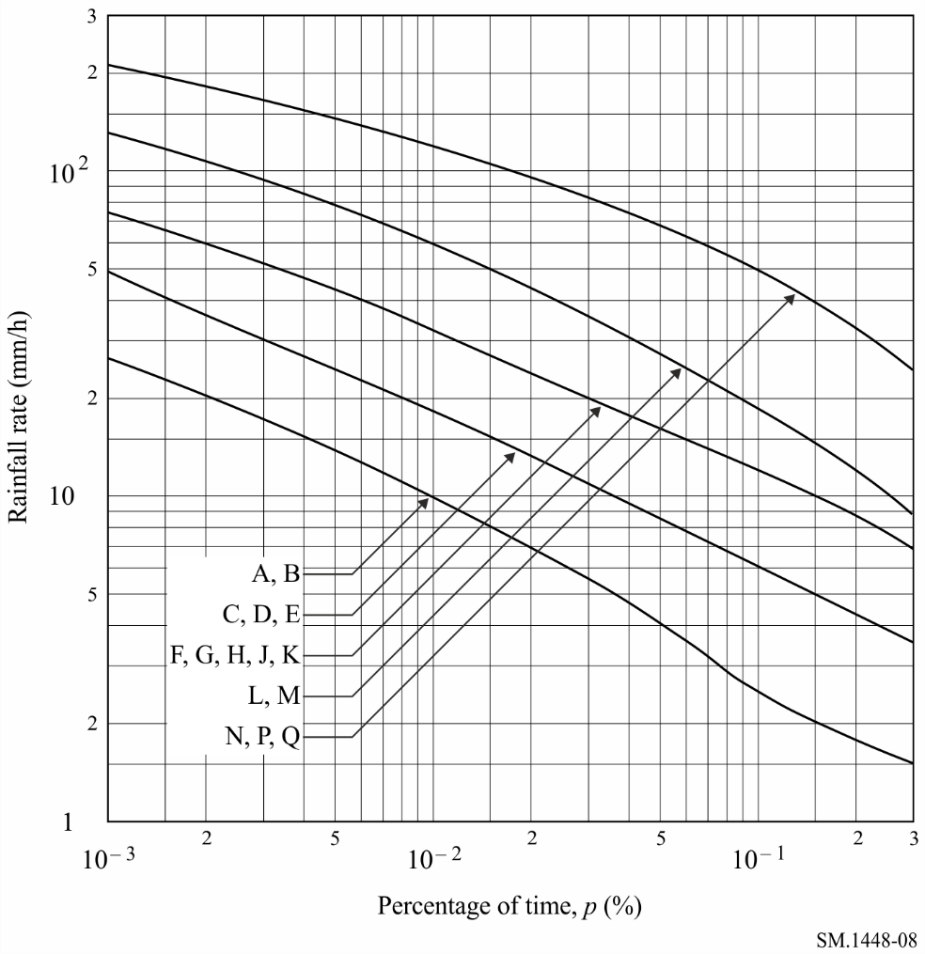 3
2
10²
5
2
10
5
2
1
Rainfall rate (mm/h)
A, B
C, D, E
F, G, H, J, K
L, M
N, P, Q
10⁻³ 2 5 10⁻² 2 5 10⁻¹ 2 3
Percentage of time, p (%)
SM.1448-08